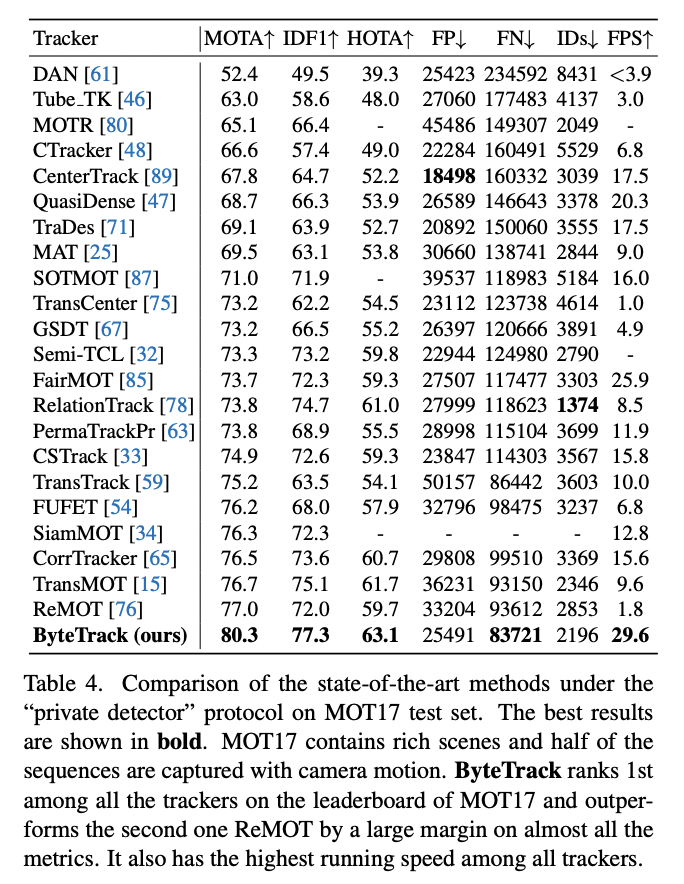 Tracker MOTA↑ IDF1↑ HOTA↑ FP↓ FN↓ IDs↓ FPS↑
DAN [61] 52.4 49.5 39.3 25423 234592 8431 <3.9
Tube_TK [46] 63.0 58.6 48.0 27060 177483 4137 3.0
MOTR [80] 65.1 66.4 - 45486 149307 2049 -
CTracker [48] 66.6 57.4 49.0 22284 160491 5529 6.8
CenterTrack [89] 67.8 64.7 52.2 18498 160332 3039 17.5
QuasiDense [47] 68.7 66.3 53.9 26589 146643 3378 20.3
TraDes [71] 69.1 63.9 52.7 20892 150060 3555 17.5
MAT [25] 69.5 63.1 53.8 30660 138741 2844 9.0
SOTMOT [87] 71.0 71.9 - 39537 118983 5184 16.0
TransCenter [75] 73.2 62.2 54.5 23112 123738 4614 1.0
GSDT [67] 73.2 66.5 55.2 26397 120666 3891 4.9
Semi-TCL [32] 73.3 73.2 59.8 22944 124980 2790 -
FairMOT [85] 73.7 72.3 59.3 27507 117477 3303 25.9
RelationTrack [78] 73.8 74.7 61.0 27999 118623 1374 8.5
PermaTrackPr [63] 73.8 68.9 55.5 28998 115104 3699 11.9
CSTrack [33] 74.9 72.6 59.3 23847 114303 3567 15.8
TransTrack [59] 75.2 63.5 54.1 50157 86442 3603 10.0
FUFET [54] 76.2 68.0 57.9 32796 98475 3237 6.8
SiamMOT [34] 76.3 72.3 - - - - 12.8
CorrTracker [65] 76.5 73.6 60.7 29808 99510 3369 15.6
TransMOT [15] 76.7 75.1 61.7 36231 93150 2346 9.6
ReMOT [76] 77.0 72.0 59.7 33204 93612 2853 1.8
ByteTrack (ours) 80.3 77.3 63.1 25491 83721 2196 29.6
Table 4. Comparison of the state-of-the-art methods under the
“private detector” protocol on MOT17 test set. The best results
are shown in bold. MOT17 contains rich scenes and half of the
sequences are captured with camera motion. ByteTrack ranks 1st
among all the trackers on the leaderboard of MOT17 and outper-
forms the second one ReMOT by a large margin on almost all the
metrics. It also has the highest running speed among all trackers.